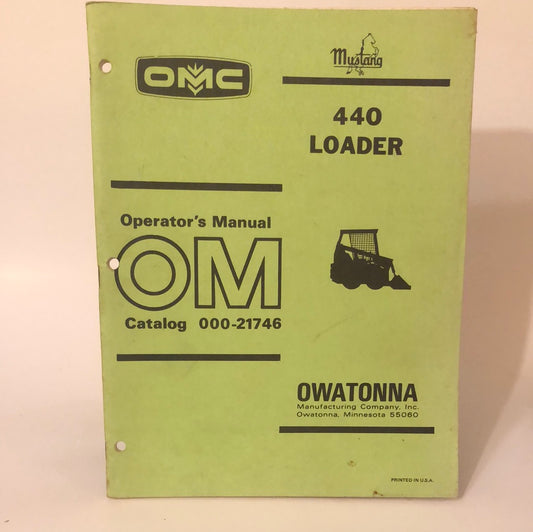 OMC
Mustang
440
LOADER
Operator's Manual
OM
Catalog 000-21746
OWATONNA
Manufacturing Company, Inc.
Owatonna, Minnesota 55060
PRINTED IN U.S.A.